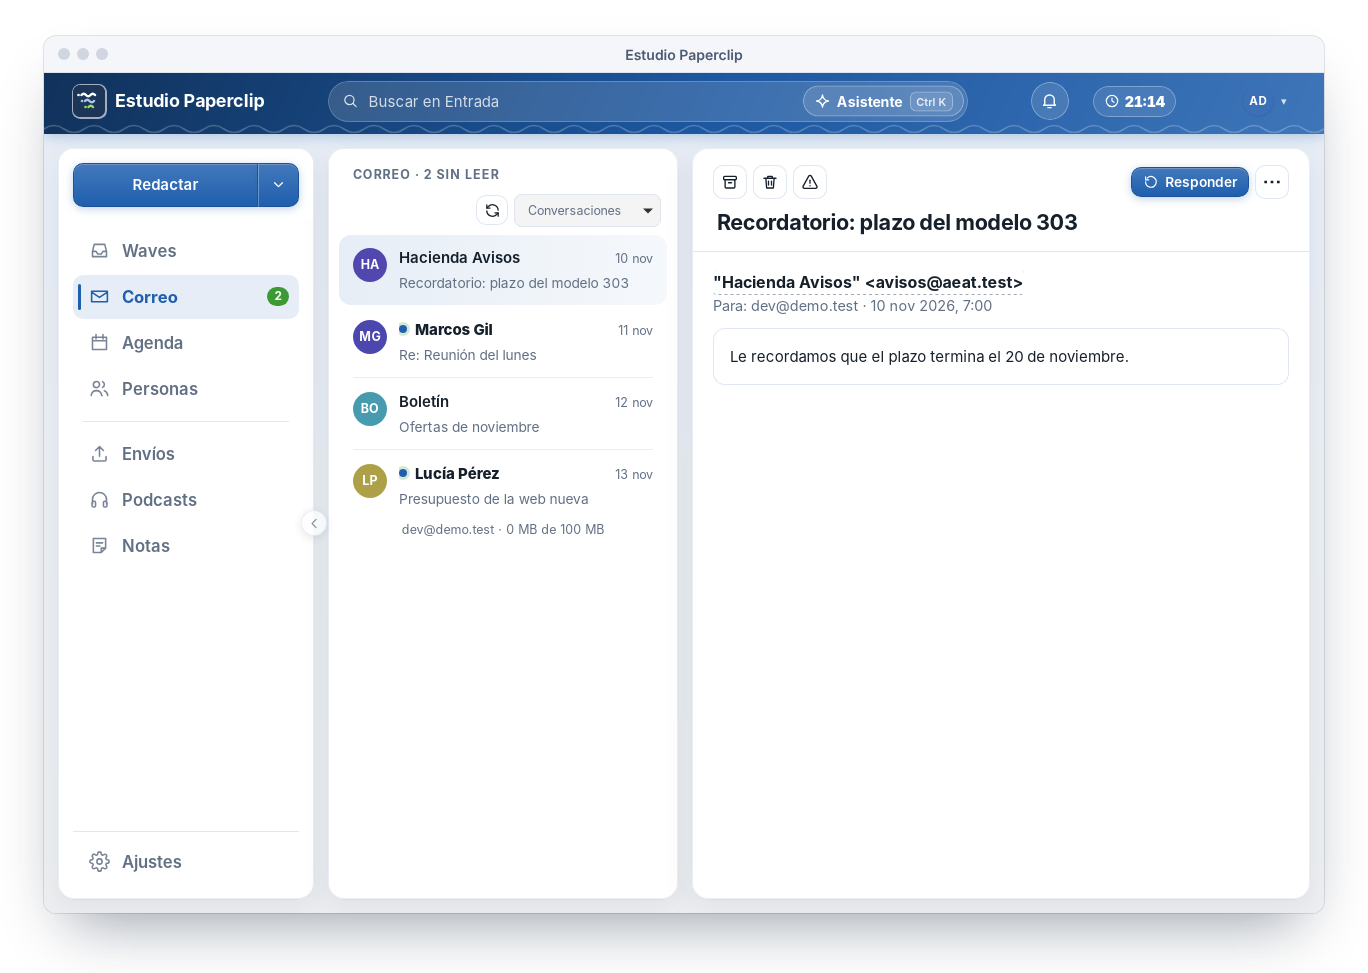 Estudio Paperclip
Estudio Paperclip
Buscar en Entrada
Asistente Ctrl K
21:14
AD
Redactar
Waves
Correo 2
Agenda
Personas
Envíos
Podcasts
Notas
Ajustes
CORREO · 2 SIN LEER
Conversaciones
HA Hacienda Avisos 10 nov
Recordatorio: plazo del modelo 303
MG Marcos Gil 11 nov
Re: Reunión del lunes
BO Boletín 12 nov
Ofertas de noviembre
LP Lucía Pérez 13 nov
Presupuesto de la web nueva
dev@demo.test · 0 MB de 100 MB
Responder
Recordatorio: plazo del modelo 303
"Hacienda Avisos" <avisos@aeat.test>
Para: dev@demo.test · 10 nov 2026, 7:00
Le recordamos que el plazo termina el 20 de noviembre.